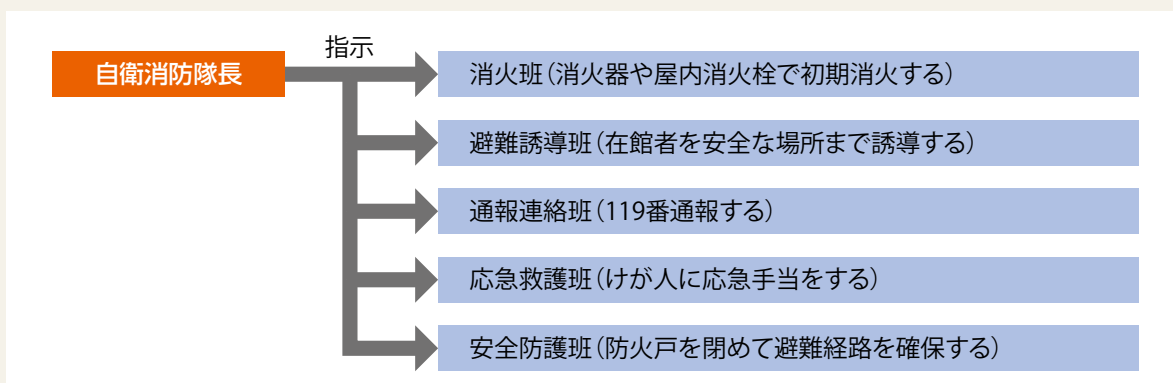 指示
自衛消防隊長
消火班（消火器や屋内消火栓で初期消火する）
避難誘導班（在館者を安全な場所まで誘導する）
通報連絡班（119番通報する）
応急救護班（けが人に応急手当をする）
安全防護班（防火戸を閉めて避難経路を確保する）